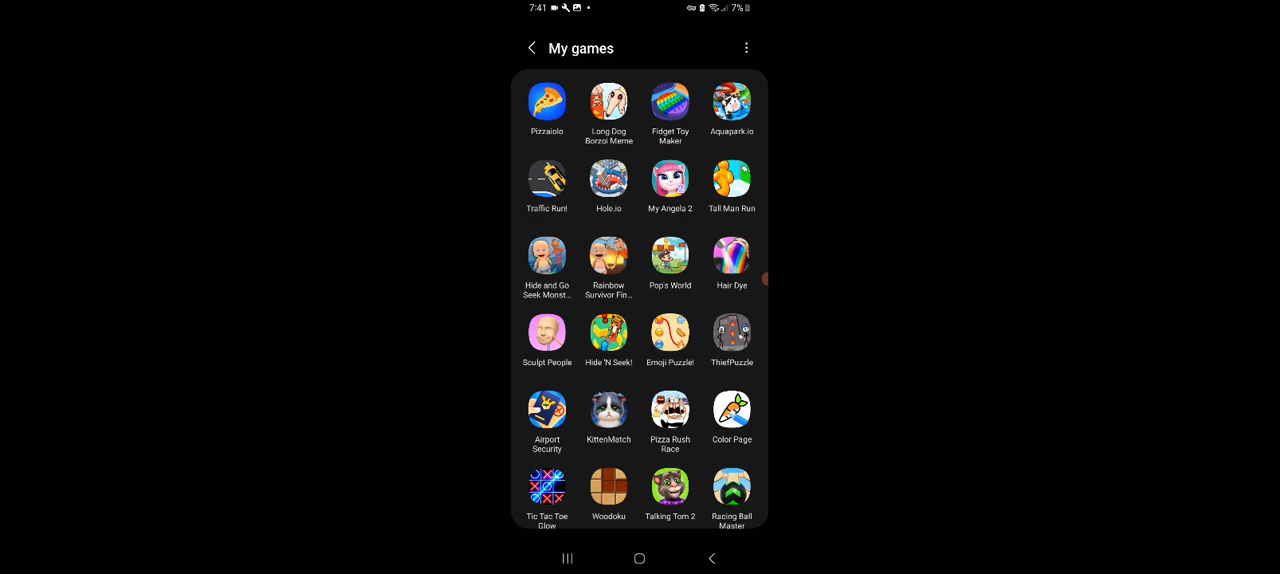 7:41
7%
My games
Pizzaiolo
Long Dog
Borzoi Meme
Fidget Toy
Maker
Aquapark.io
Traffic Run!
Hole.io
My Angela 2
Tall Man Run
Hide and Go
Seek Monst...
Rainbow
Survivor Fin...
Pop's World
Hair Dye
Sculpt People
Hide 'N Seek!
Emoji Puzzle!
ThiefPuzzle
Airport
Security
KittenMatch
Pizza Rush
Race
Color Page
Tic Tac Toe
Glow
Woodoku
Talking Tom 2
Racing Ball
Master